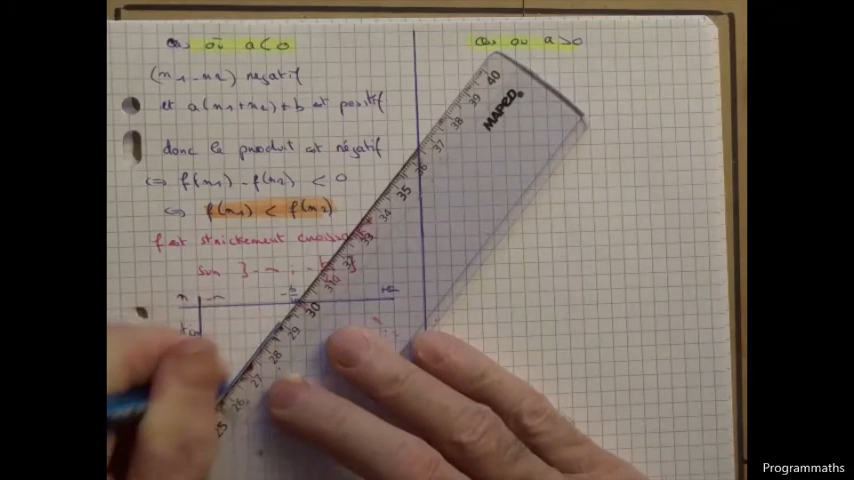 cas où a < 0
(x1 - x2) négatif
et a(x1 + x2) + b est positif
donc le produit est négatif
⇔ f(x1) - f(x2) < 0
⇔ f(x1) < f(x2)
f est strictement
sur ]-∞
x -∞ -b +∞
cas où a > 0
40
39
38
37
36
35
34
33
31
30
29
28
27
26
25
MAPED
Programmaths